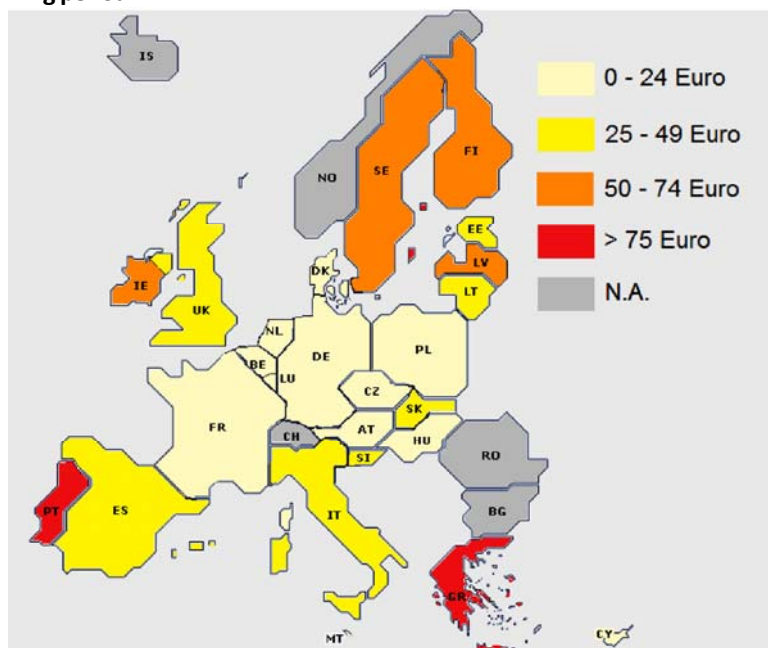 IS
0 - 24 Euro
25 - 49 Euro
50 - 74 Euro
> 75 Euro
N.A.
NO
SE
FI
EE
LV
LT
DK
IE
UK
NL
BE
LU
DE
PL
CZ
SK
FR
CH
AT
HU
SI
RO
BG
PT
ES
IT
GR
MT
CY